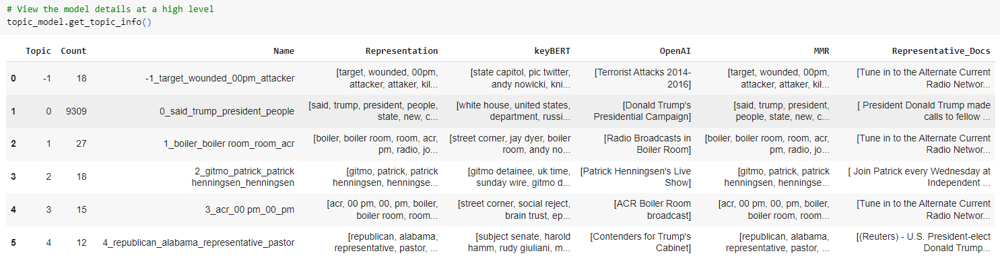 # View the model details at a high level
topic_model.get_topic_info()
Topic Count Name Representation keyBERT OpenAI MMR Representative_Docs
0 -1 18 -1_target_wounded_00pm_attacker [target, wounded, 00pm, attacker, attaker, kil... [state capitol, pic twitter, andy nowicki, kni... [Terrorist Attacks 2014-2016] [target, wounded, 00pm, attacker, attaker, kil... [Tune in to the Alternate Current Radio Networ...
1 0 9309 0_said_trump_president_people [said, trump, president, people, state, new, c... [white house, united states, department, russi... [Donald Trump's Presidential Campaign] [said, trump, president, people, state, new, c... [ President Donald Trump made calls to fellow ...
2 1 27 1_boiler_boiler room_room_acr [boiler, boiler room, room, acr, pm, radio, jo... [street corner, jay dyer, boiler room, andy no... [Radio Broadcasts in Boiler Room] [boiler, boiler room, room, acr, pm, radio, jo... [Tune in to the Alternate Current Radio Networ...
3 2 18 2_gitmo_patrick_patrick henningsen_henningsen [gitmo, patrick, patrick henningsen, henningse... [gitmo detainee, uk time, sunday wire, gitmo d... [Patrick Henningsen's Live Show] [gitmo, patrick, patrick henningsen, henningse... [ Join Patrick every Wednesday at Independent ...
4 3 15 3_acr_00 pm_00_pm [acr, 00 pm, 00, pm, boiler, boiler room, room... [street corner, social reject, brain trust, ep... [ACR Boiler Room broadcast] [acr, 00 pm, 00, pm, boiler, boiler room, room... [Tune in to the Alternate Current Radio Networ...
5 4 12 4_republican_alabama_representative_pastor [republican, alabama, representative, pastor, ... [subject senate, harold hamm, rudy giuliani, m... [Contenders for Trump's Cabinet] [republican, alabama, representative, pastor, ... [(Reuters) - U.S. President-elect Donald Trump...